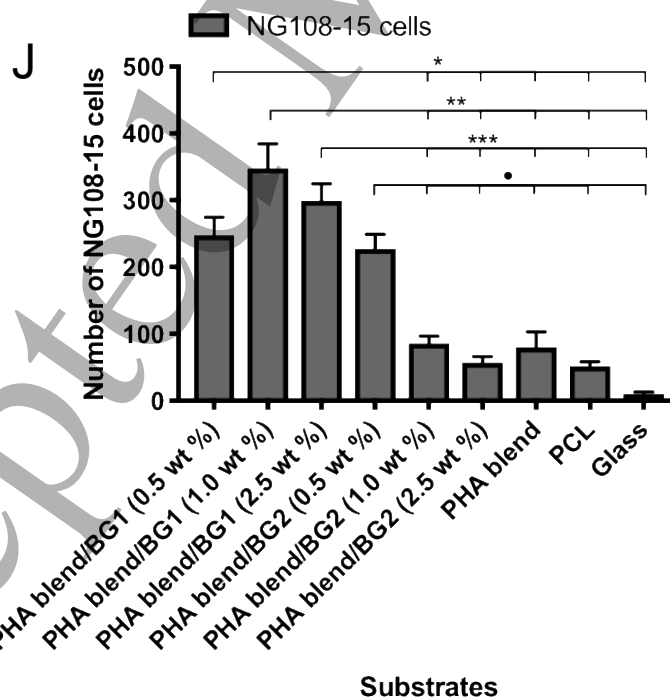 NG108-15 cells
J
*
**
***
•
Number of NG108-15 cells
500
400
300
200
100
0
PHA blend/BG1 (0.5 wt %)
PHA blend/BG1 (1.0 wt %)
PHA blend/BG1 (2.5 wt %)
PHA blend/BG2 (0.5 wt %)
PHA blend/BG2 (1.0 wt %)
PHA blend/BG2 (2.5 wt %)
PHA blend
PCL
Glass
Substrates
epted M